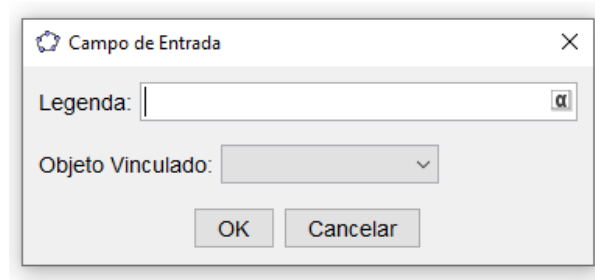 Campo de Entrada
Legenda: α
Objeto Vinculado:
OK Cancelar